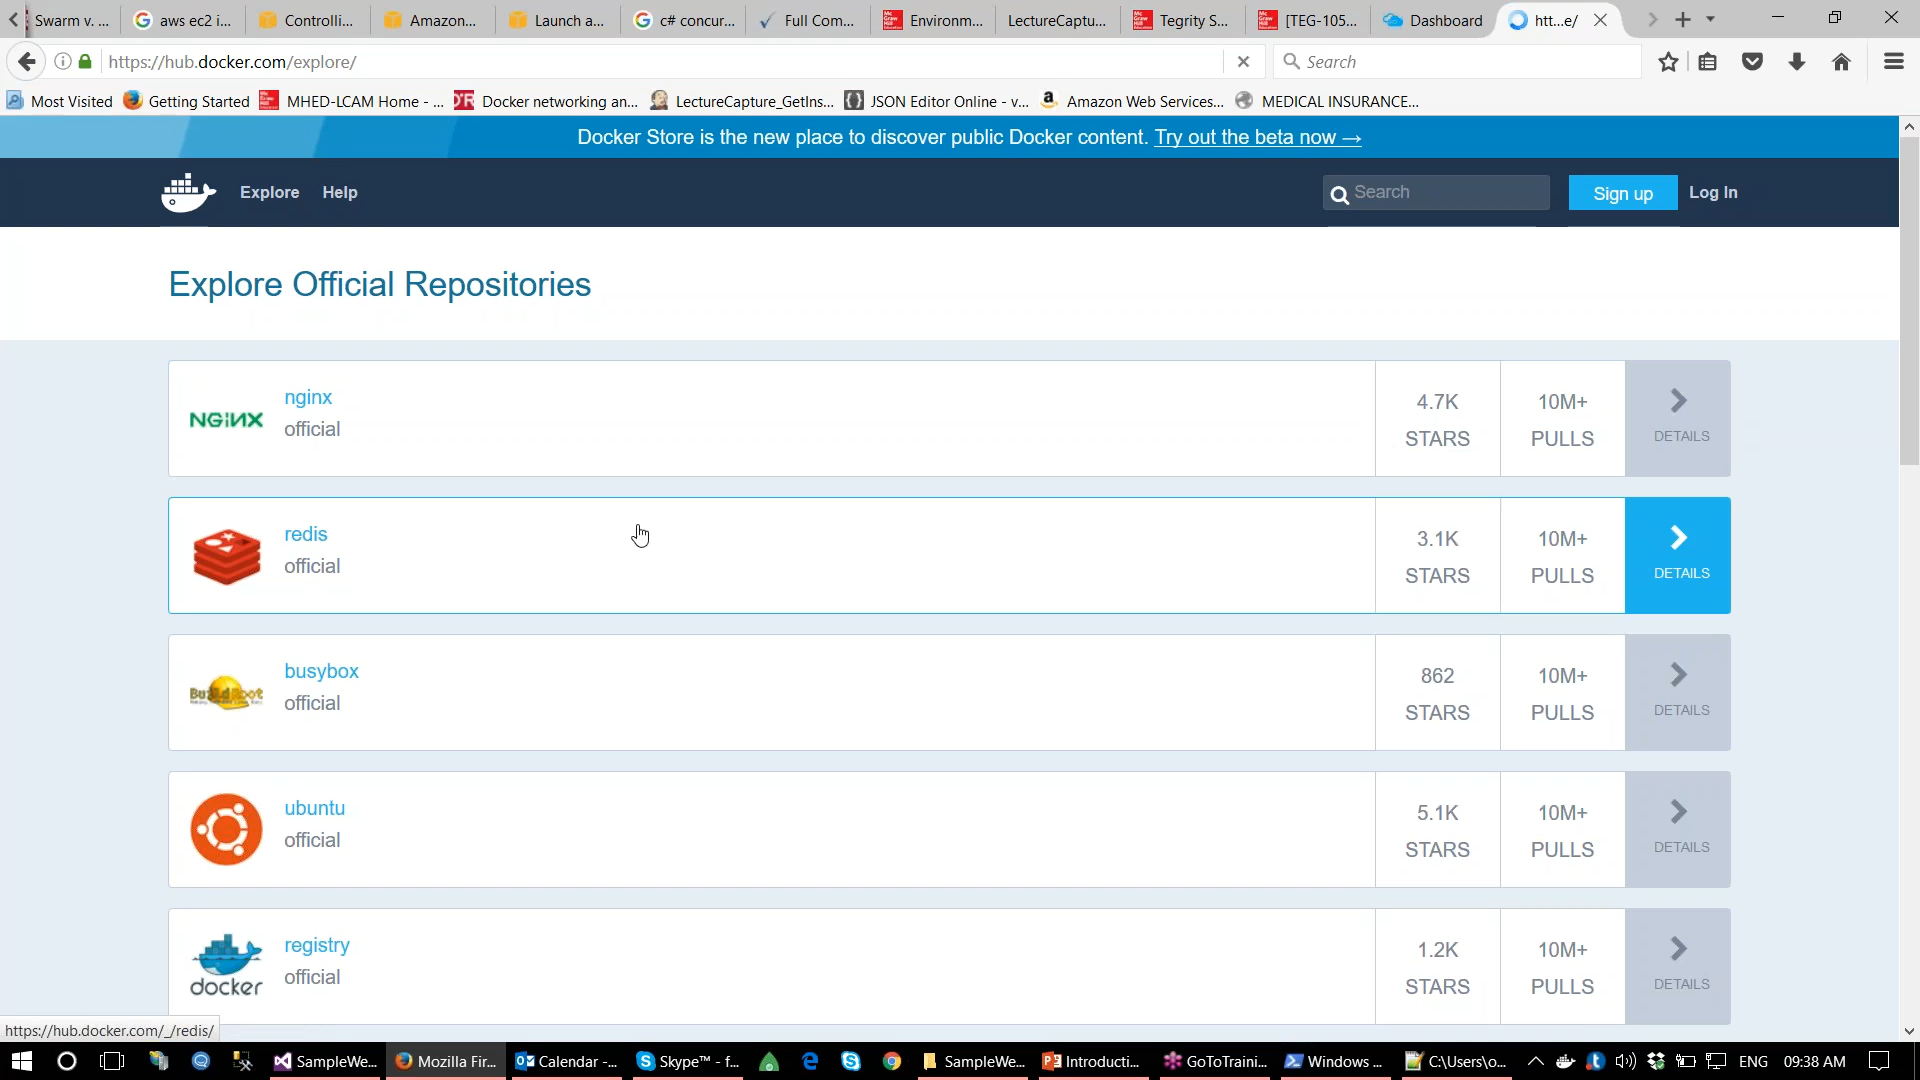 Swarm v. ...
aws ec2 i...
Controlli...
Amazon...
Launch a...
c# concur...
Full Com...
Environm...
LectureCaptu...
Tegrity S...
[TEG-105...
Dashboard
htt...e/
https://hub.docker.com/explore/
Search
Most Visited
Getting Started
MHED-LCAM Home - ...
Docker networking an...
LectureCapture_GetIns...
JSON Editor Online - v...
Amazon Web Services...
MEDICAL INSURANCE...
Docker Store is the new place to discover public Docker content. Try out the beta now →
Explore
Help
Search
Sign up
Log In
Explore Official Repositories
NGINX
nginx
official
4.7K
STARS
10M+
PULLS
DETAILS
redis
official
3.1K
STARS
10M+
PULLS
DETAILS
busybox
official
862
STARS
10M+
PULLS
DETAILS
ubuntu
official
5.1K
STARS
10M+
PULLS
DETAILS
docker
registry
official
1.2K
STARS
10M+
PULLS
DETAILS
https://hub.docker.com/_/redis/
SampleWe...
Mozilla Fir...
Calendar -...
Skype™ - f...
SampleWe...
Introducti...
GoToTraini...
Windows ...
C:\Users\o...
ENG
09:38 AM